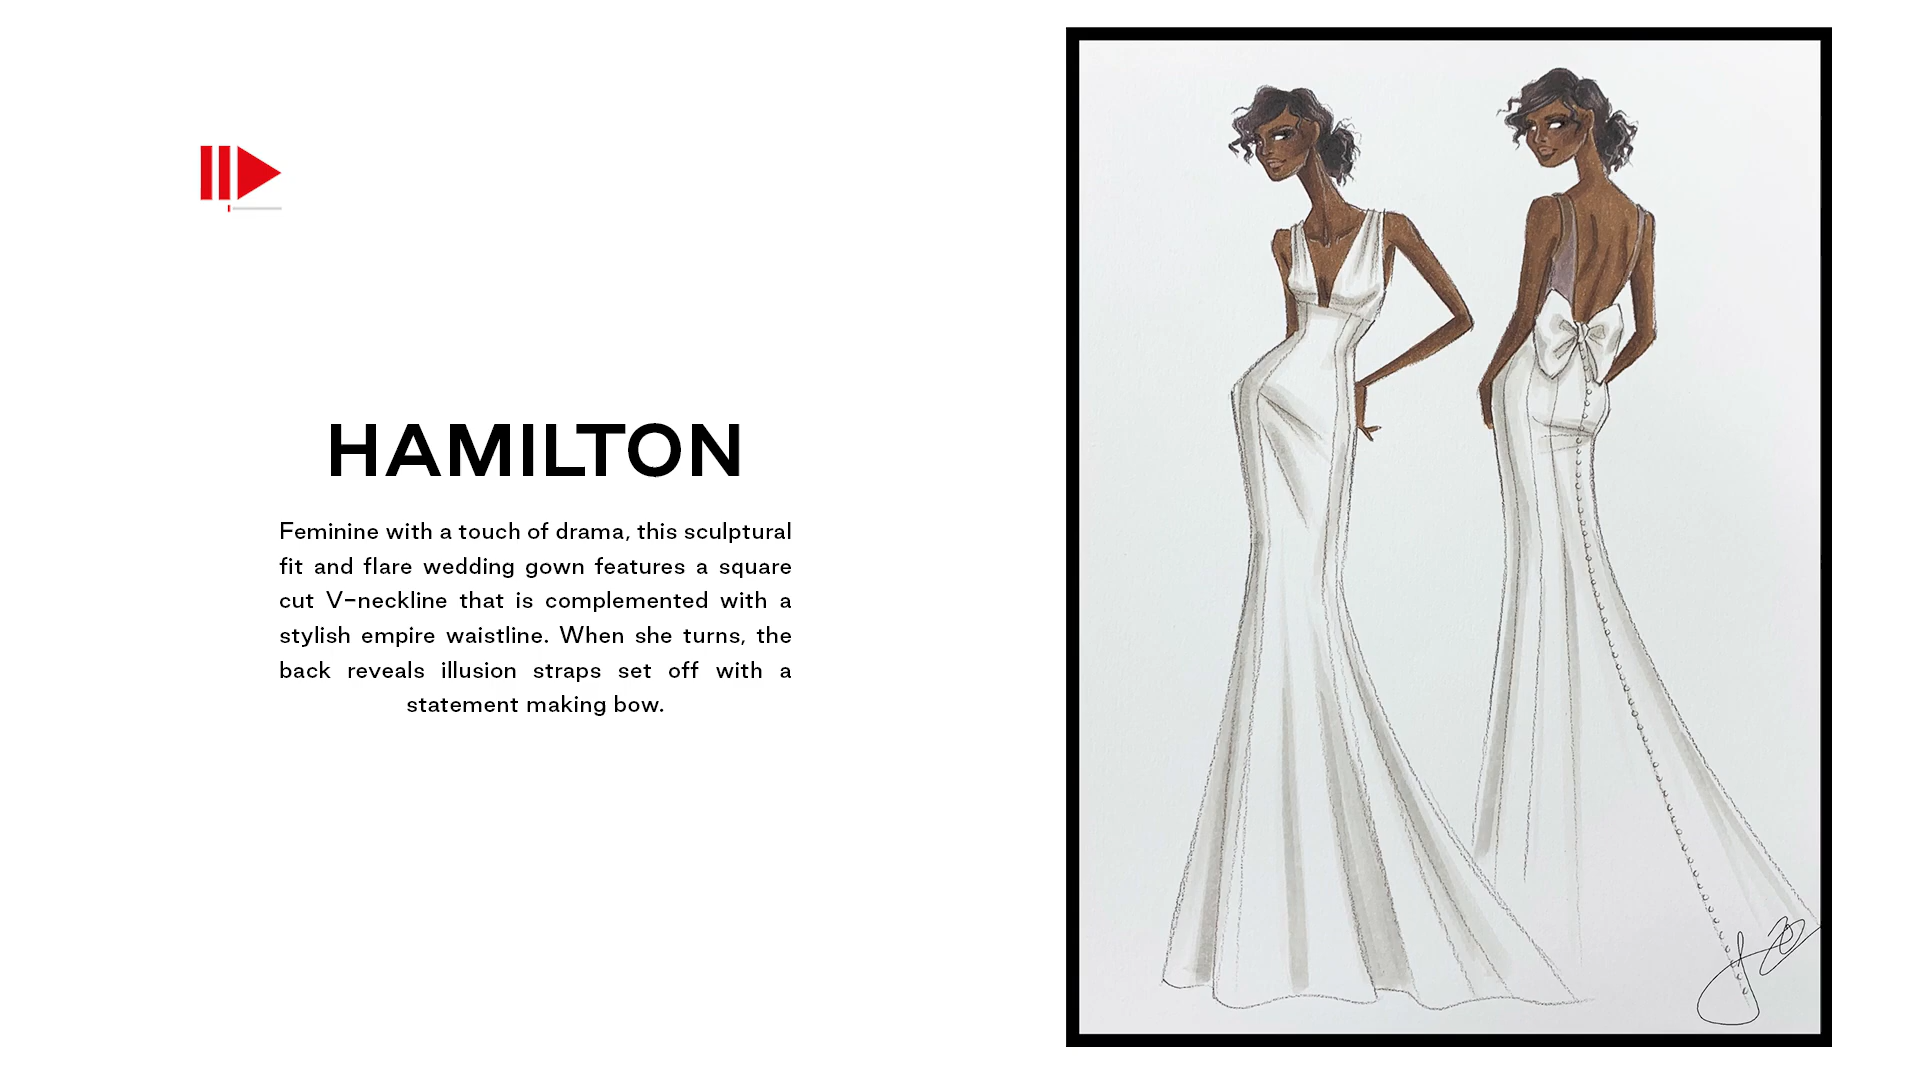 HAMILTON
Feminine with a touch of drama, this sculptural
fit and flare wedding gown features a square
cut V-neckline that is complemented with a
stylish empire waistline. When she turns, the
back reveals illusion straps set off with a
statement making bow.